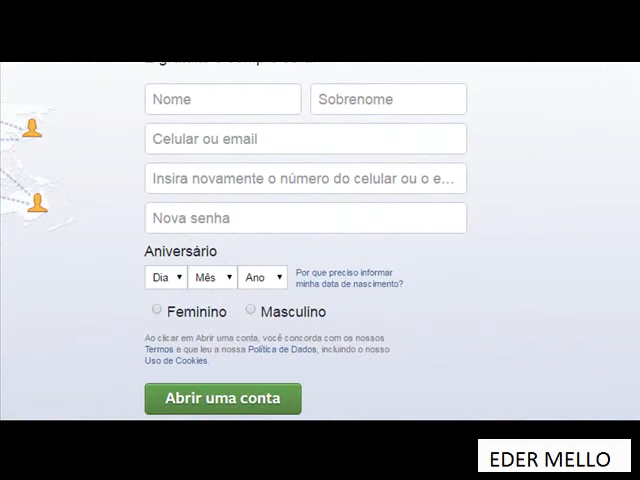 Nome
Sobrenome
Celular ou email
Insira novamente o número do celular ou o e...
Nova senha
Aniversário
Dia
Mês
Ano
Por que preciso informar
minha data de nascimento?
Feminino
Masculino
Ao clicar em Abrir uma conta, você concorda com os nossos
Termos e que leu a nossa Política de Dados, incluindo o nosso
Uso de Cookies.
Abrir uma conta
EDER MELLO